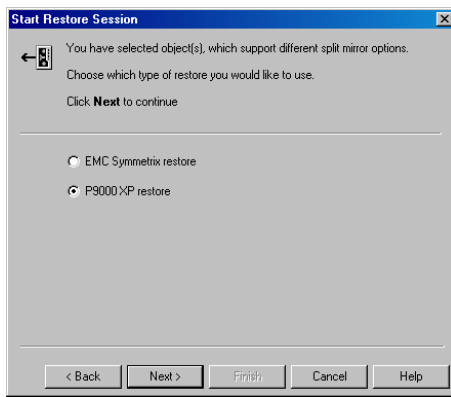 Start Restore Session
You have selected object(s), which support different split mirror options.
Choose which type of restore you would like to use.
Click Next to continue
EMC Symmetrix restore
P9000 XP restore
< Back
Next >
Finish
Cancel
Help